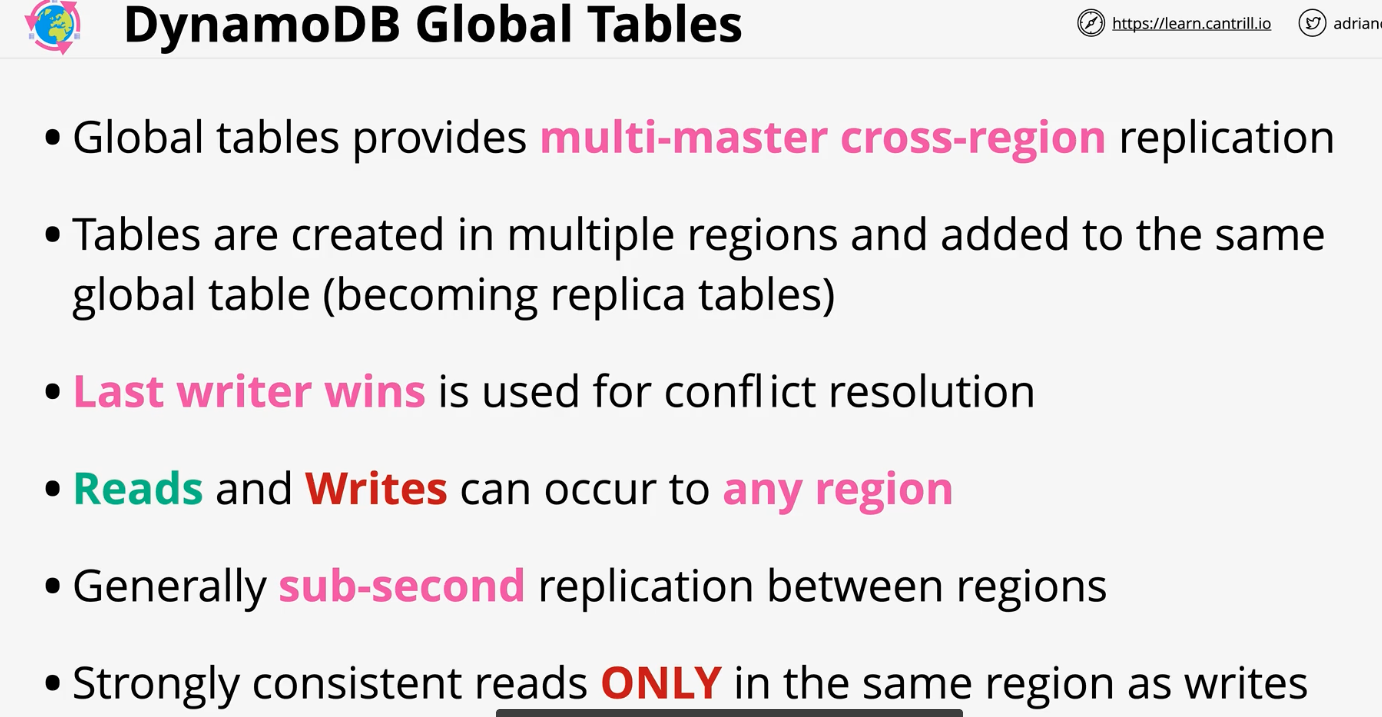 DynamoDB Global Tables
https://learn.cantrill.io
• Global tables provides multi-master cross-region replication
• Tables are created in multiple regions and added to the same
global table (becoming replica tables)
• Last writer wins is used for conflict resolution
• Reads and Writes can occur to any region
• Generally sub-second replication between regions
• Strongly consistent reads ONLY in the same region as writes